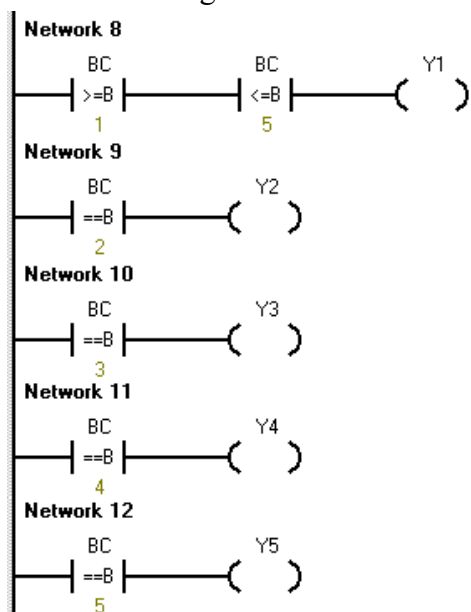 Network 8
BC BC Y1
>=B <=B
1 5
Network 9
BC Y2
==B
2
Network 10
BC Y3
==B
3
Network 11
BC Y4
==B
4
Network 12
BC Y5
==B
5